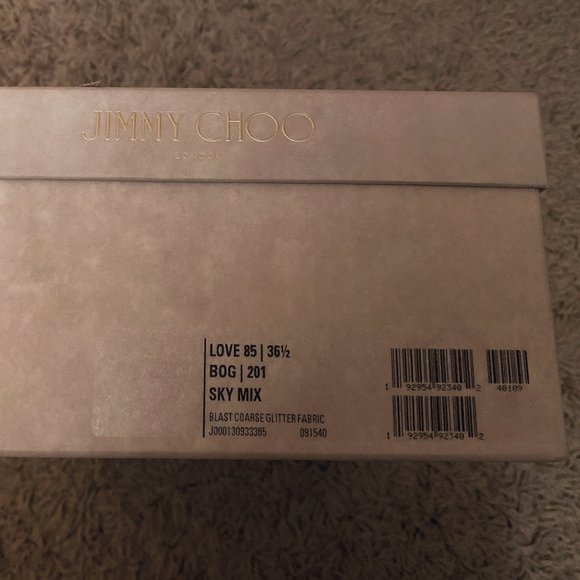 JIMMY CHOO
LONDON
LOVE 85 | 36½
BOG | 201
SKY MIX
BLAST COARSE GLITTER FABRIC
J000130933365 091540
1 92954 92340 2 40109
1 92954 92340 2